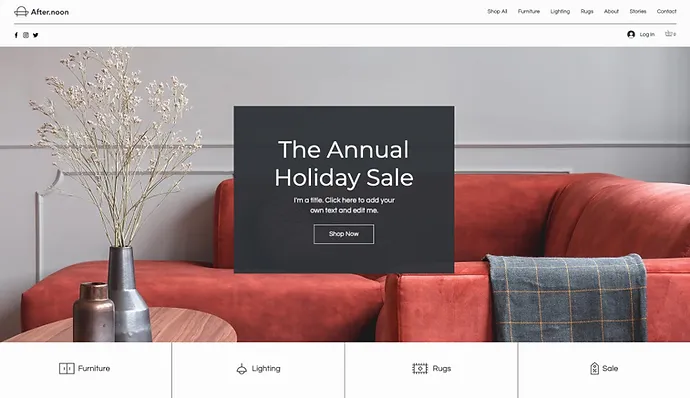 After.noon
Shop All Furniture Lighting Rugs About Stories Contact
Log In
The Annual
Holiday Sale
I'm a title. Click here to add your
own text and edit me.
Shop Now
Furniture
Lighting
Rugs
Sale